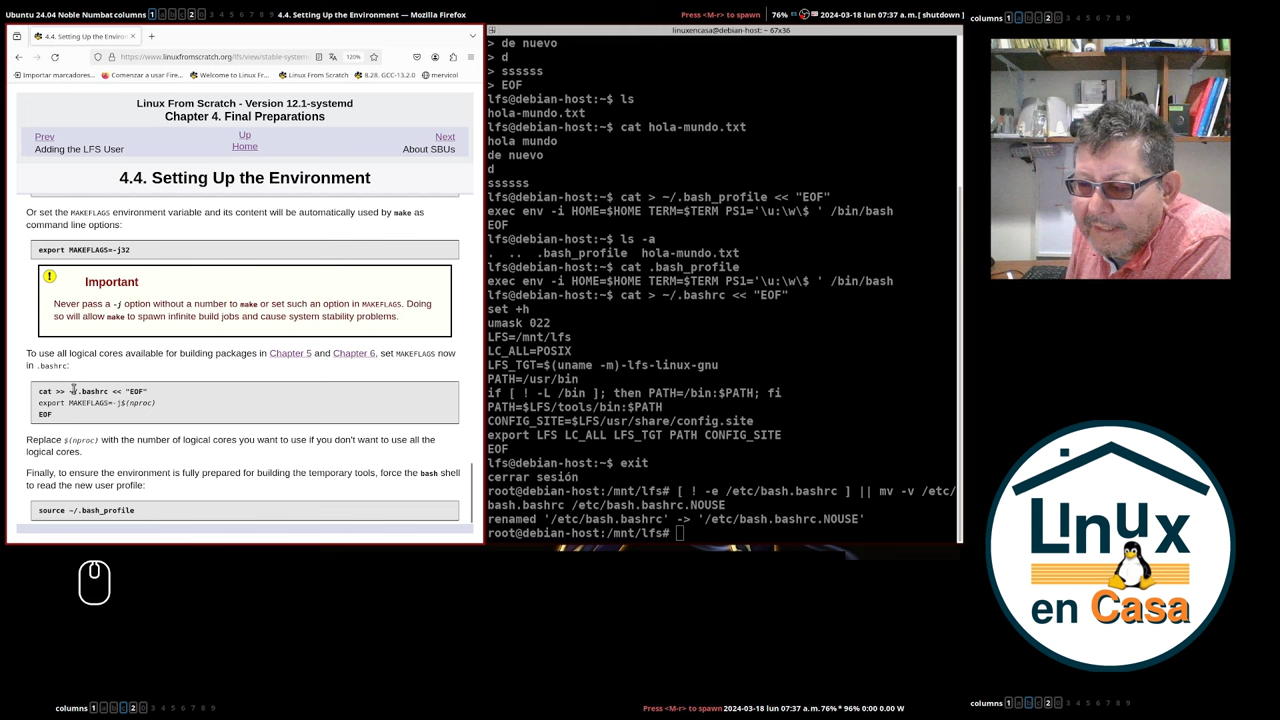 Ubuntu 24.04 Noble Numbat columns 1 a b c 2 0 3 4 5 6 7 8 9 4.4. Setting Up the Environment — Mozilla Firefox
Press <M-r> to spawn 76% 2024-03-18 lun 07:37 a. m. [ shutdown ]
columns 1 a b c 2 0 3 4 5 6 7 8 9
4.4. Setting Up the Environ
https://www.linuxfromscratch.org/lfs/view/stable-system
120%
Importar marcadores...
Comenzar a usar Fire...
Welcome to Linux Fr...
Linux From Scratch
8.28. GCC-13.2.0
mervicol
Linux From Scratch - Version 12.1-systemd
Chapter 4. Final Preparations
Prev
Up
Next
Adding the LFS User
Home
About SBUs
4.4. Setting Up the Environment
Or set the MAKEFLAGS environment variable and its content will be automatically used by make as
command line options:
export MAKEFLAGS=-j32
Important
Never pass a -j option without a number to make or set such an option in MAKEFLAGS. Doing
so will allow make to spawn infinite build jobs and cause system stability problems.
To use all logical cores available for building packages in Chapter 5 and Chapter 6, set MAKEFLAGS now
in .bashrc:
cat >> ~/.bashrc << "EOF"
export MAKEFLAGS=-j$(nproc)
EOF
Replace $(nproc) with the number of logical cores you want to use if you don't want to use all the
logical cores.
Finally, to ensure the environment is fully prepared for building the temporary tools, force the bash shell
to read the new user profile:
source ~/.bash_profile
linuxencasa@debian-host: ~ 67x36
> de nuevo
> d
> ssssss
> EOF
lfs@debian-host:~$ ls
hola-mundo.txt
lfs@debian-host:~$ cat hola-mundo.txt
hola mundo
de nuevo
d
ssssss
lfs@debian-host:~$ cat > ~/.bash_profile << "EOF"
exec env -i HOME=$HOME TERM=$TERM PS1='\u:\w\$ ' /bin/bash
EOF
lfs@debian-host:~$ ls -a
.  ..  .bash_profile  hola-mundo.txt
lfs@debian-host:~$ cat .bash_profile
exec env -i HOME=$HOME TERM=$TERM PS1='\u:\w\$ ' /bin/bash
lfs@debian-host:~$ cat > ~/.bashrc << "EOF"
set +h
umask 022
LFS=/mnt/lfs
LC_ALL=POSIX
LFS_TGT=$(uname -m)-lfs-linux-gnu
PATH=/usr/bin
if [ ! -L /bin ]; then PATH=/bin:$PATH; fi
PATH=$LFS/tools/bin:$PATH
CONFIG_SITE=$LFS/usr/share/config.site
export LFS LC_ALL LFS_TGT PATH CONFIG_SITE
EOF
lfs@debian-host:~$ exit
cerrar sesión
root@debian-host:/mnt/lfs# [ ! -e /etc/bash.bashrc ] || mv -v /etc/
bash.bashrc /etc/bash.bashrc.NOUSE
renamed '/etc/bash.bashrc' -> '/etc/bash.bashrc.NOUSE'
root@debian-host:/mnt/lfs#
Linux
en Casa
columns 1 a b c 2 0 3 4 5 6 7 8 9
Press <M-r> to spawn 2024-03-18 lun 07:37 a. m. 76% * 96% 0:00 0.00 W
columns 1 a b c 2 0 3 4 5 6 7 8 9